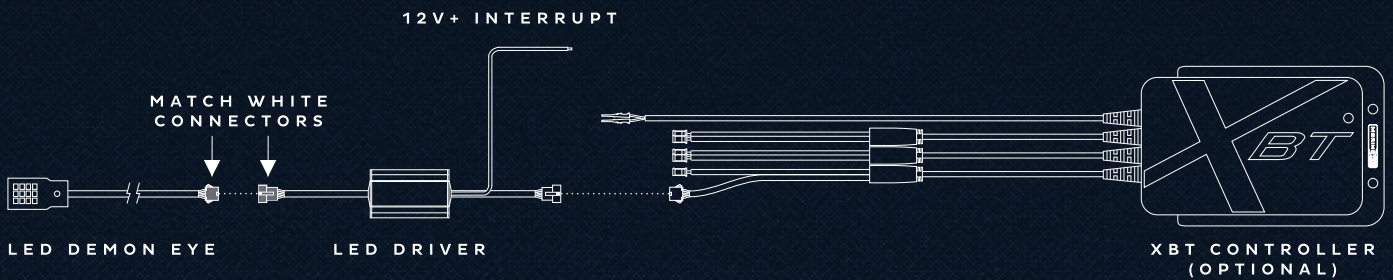 12V+ INTERRUPT
MATCH WHITE
CONNECTORS
XBT
LED DEMON EYE
LED DRIVER
XBT CONTROLLER
(OPTIONAL)